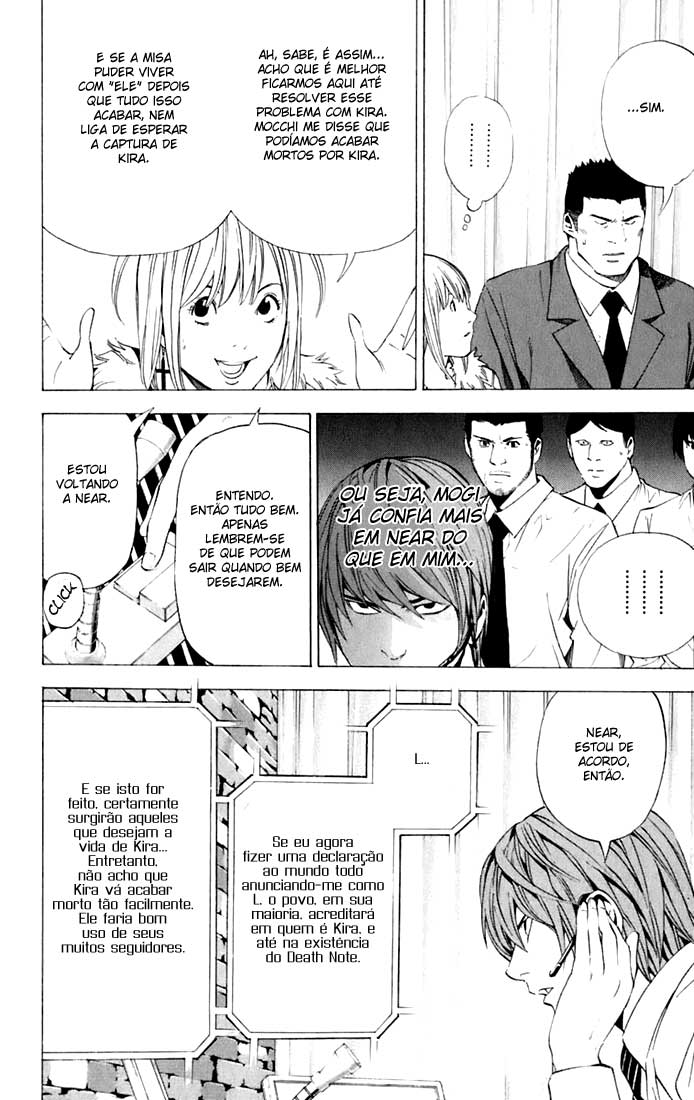 ...SIM.
AH, SABE, É ASSIM...
ACHO QUE É MELHOR
FICARMOS AQUI ATÉ
RESOLVER ESSE
PROBLEMA COM KIRA.
MOCCHI ME DISSE QUE
PODÍAMOS ACABAR
MORTOS POR KIRA.
E SE A MISA
PUDER VIVER
COM "ELE" DEPOIS
QUE TUDO ISSO
ACABAR, NEM
LIGA DE ESPERAR
A CAPTURA DE
KIRA.
OU SEJA, MOGI,
JÁ CONFIA MAIS
EM NEAR DO
QUE EM MIM...
ENTENDO.
ENTÃO TUDO BEM.
APENAS
LEMBREM-SE
DE QUE PODEM
SAIR QUANDO BEM
DESEJAREM.
ESTOU
VOLTANDO
A NEAR.
CLICK
NEAR,
ESTOU DE
ACORDO,
ENTÃO.
L...
Se eu agora
fizer uma declaração
ao mundo todo
anunciando-me como
L, o povo, em sua
maioria, acreditará
em quem é Kira, e
até na existência
do Death Note.
E se isto for
feito, certamente
surgirão aqueles
que desejam a
vida de Kira...
Entretanto,
não acho que
Kira vá acabar
morto tão facilmente.
Ele faria bom
uso de seus
muitos seguidores.